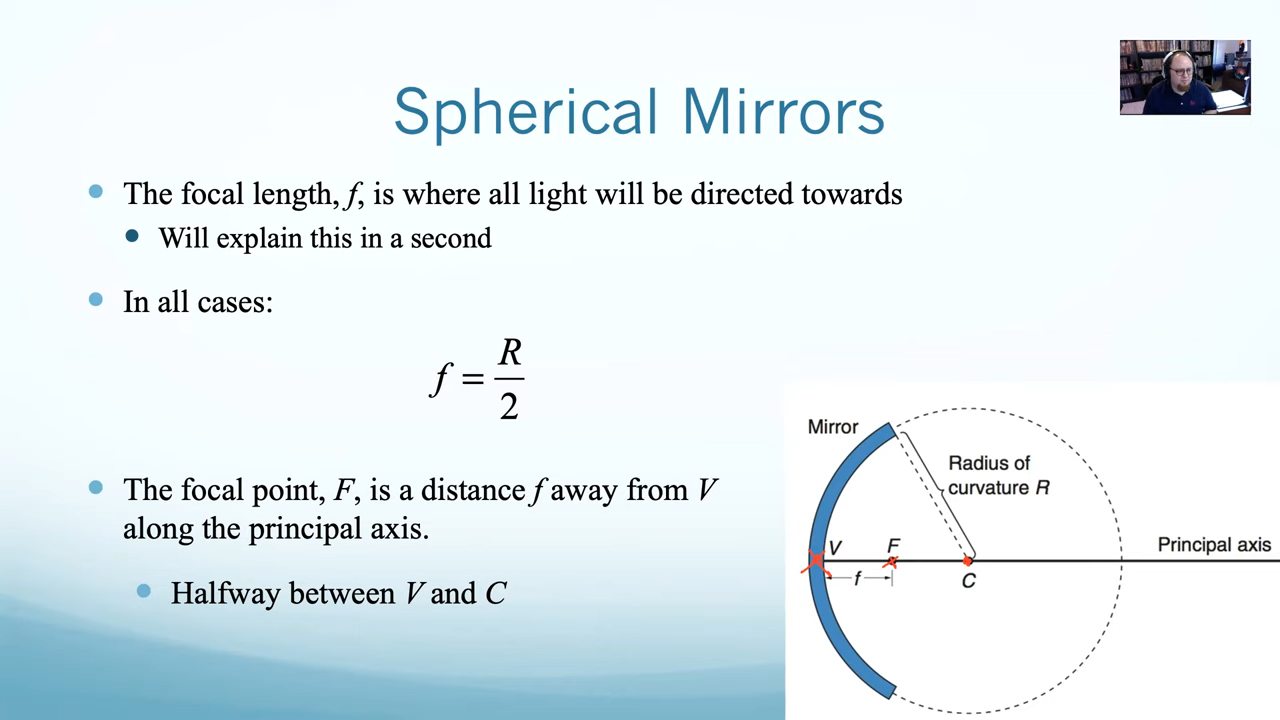 Spherical Mirrors
The focal length, f, is where all light will be directed towards
Will explain this in a second
In all cases:
f = R/2
The focal point, F, is a distance f away from V
along the principal axis.
Halfway between V and C
Mirror
Radius of
curvature R
V
F
Principal axis
f
C